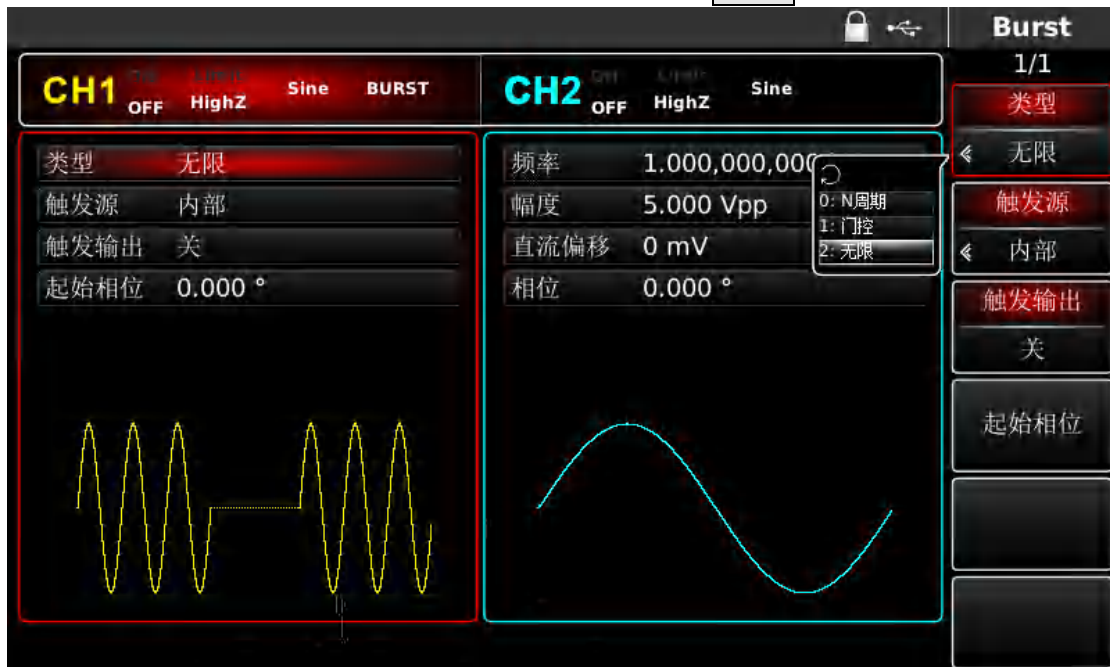 Burst
1/1
CH1 OFF HighZ Sine BURST
CH2 OFF HighZ Sine
类型
无限
类型 无限
触发源 内部
触发输出 关
起始相位 0.000 °
频率 1.000,000,000
幅度 5.000 Vpp
直流偏移 0 mV
相位 0.000 °
0: N周期
1: 门控
2: 无限
触发源
内部
触发输出
关
起始相位